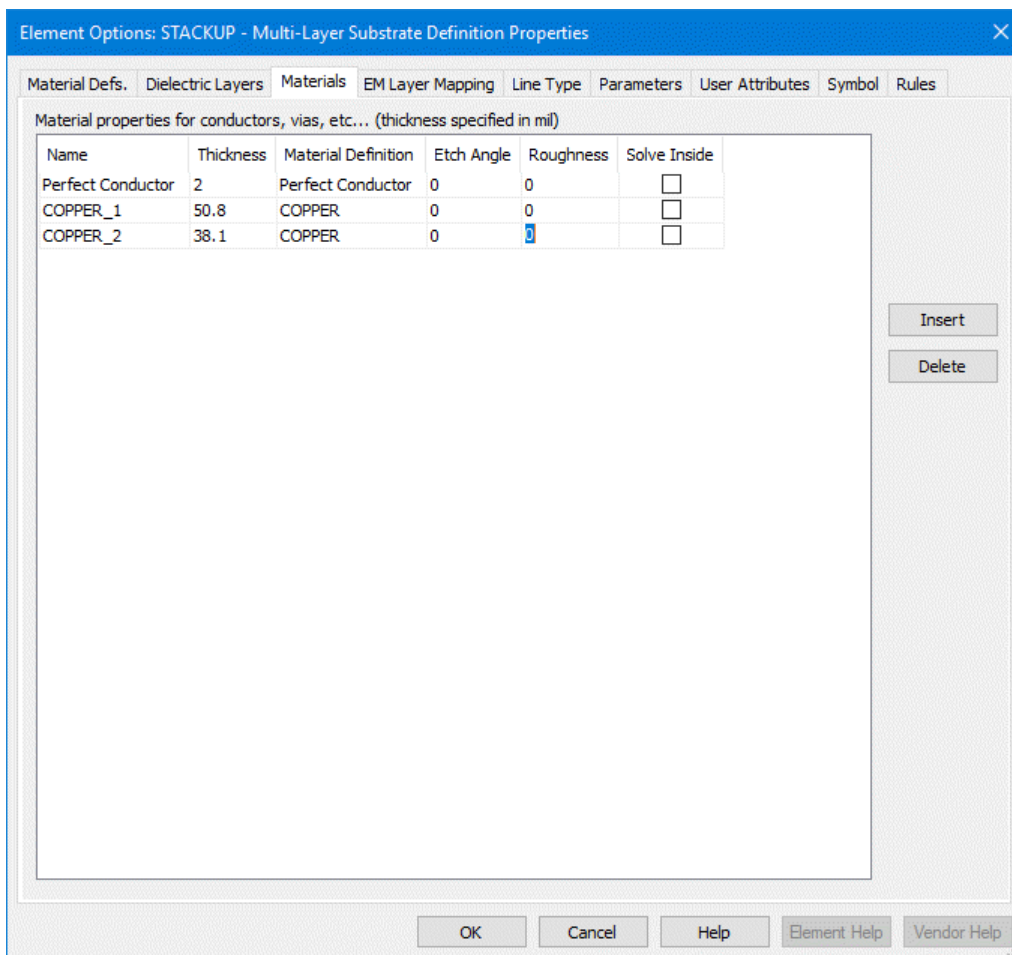 Element Options: STACKUP - Multi-Layer Substrate Definition Properties
Material Defs. Dielectric Layers Materials EM Layer Mapping Line Type Parameters User Attributes Symbol Rules
Material properties for conductors, vias, etc... (thickness specified in mil)
Name Thickness Material Definition Etch Angle Roughness Solve Inside
Perfect Conductor 2 Perfect Conductor 0 0
COPPER_1 50.8 COPPER 0 0
COPPER_2 38.1 COPPER 0 0
Insert
Delete
OK Cancel Help Element Help Vendor Help